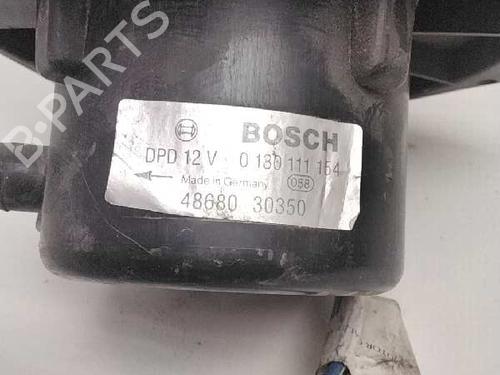 B-PARTS
BOSCH
DPD 12 V 0 130 111 154
Made in Germany 058
48680 30350